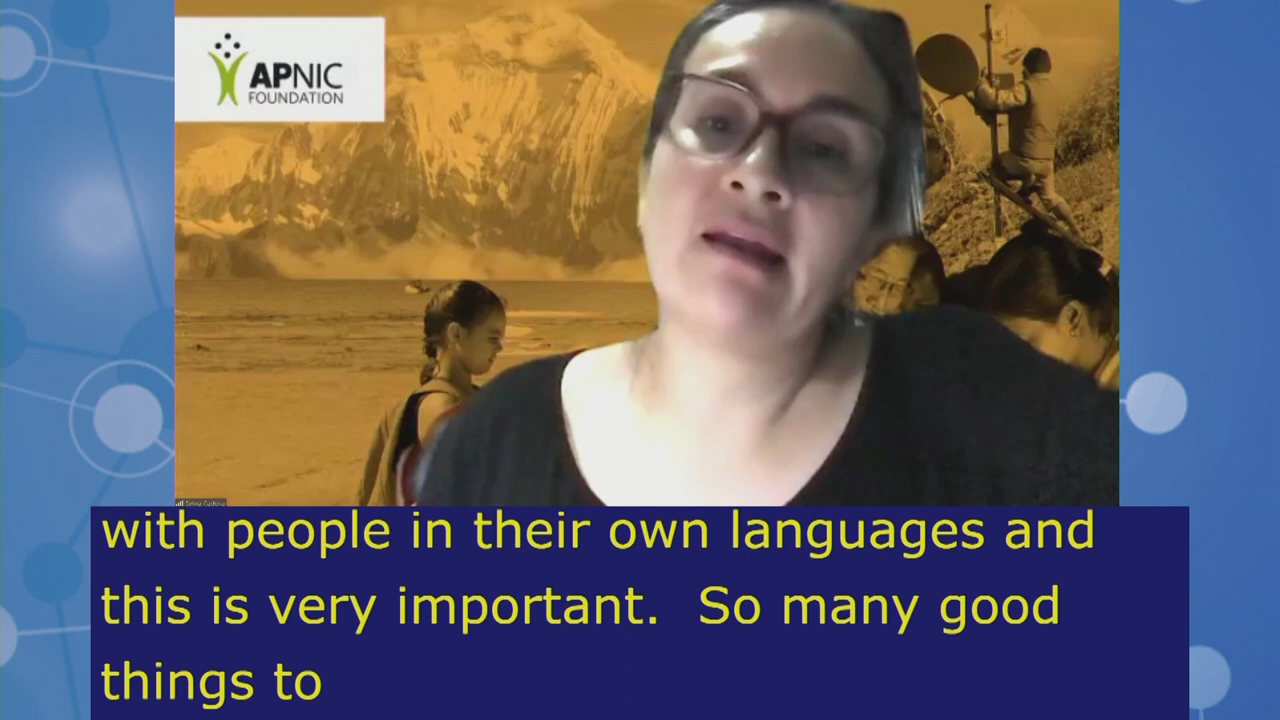 APNIC
FOUNDATION
with people in their own languages and
this is very important.  So many good
things to